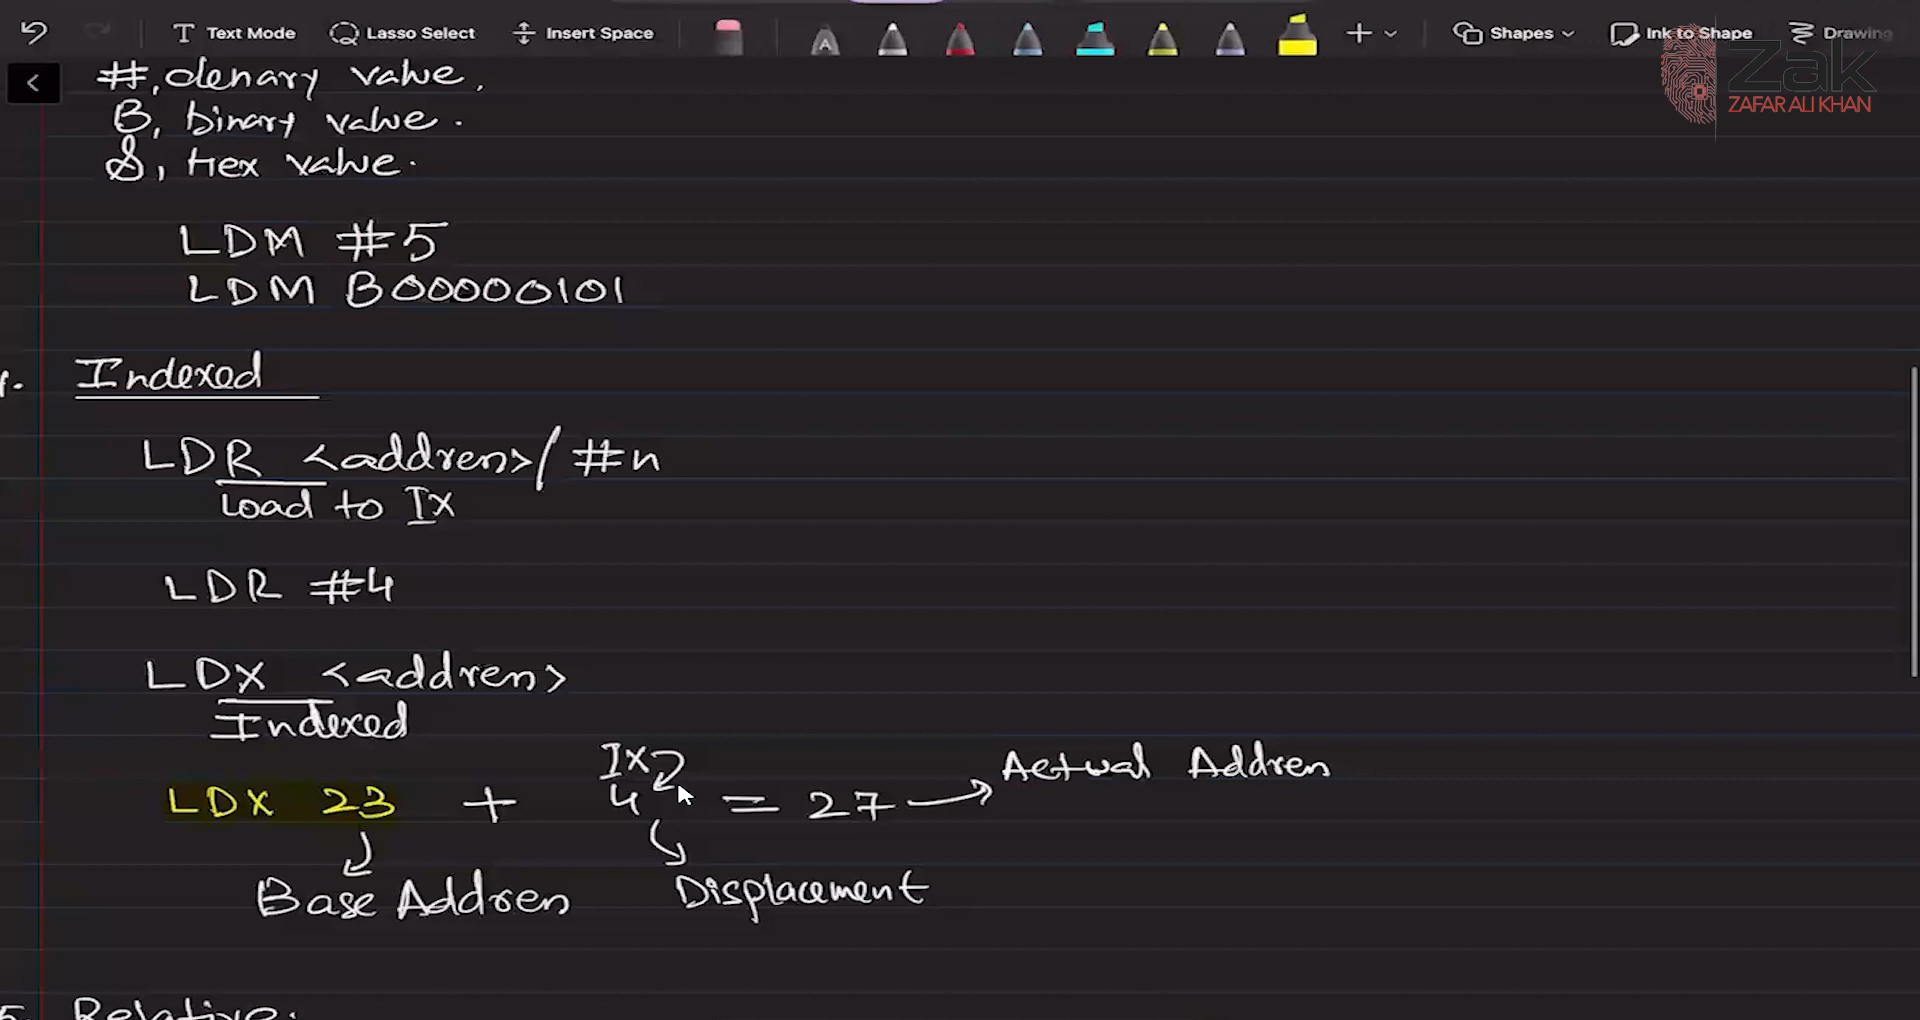 Text Mode Lasso Select Insert Space Shapes Ink to Shape Drawing
Zak
ZAFAR ALI KHAN
#, denary value.
B, binary value.
&, Hex value.
LDM #5
LDM B00000101
Indexed
LDR <address>/#n
Load to IX
LDR #4
LDX <address>
Indexed
IX
Actual Address
LDX 23 + 4 = 27
Base Address
Displacement
5. Relative: